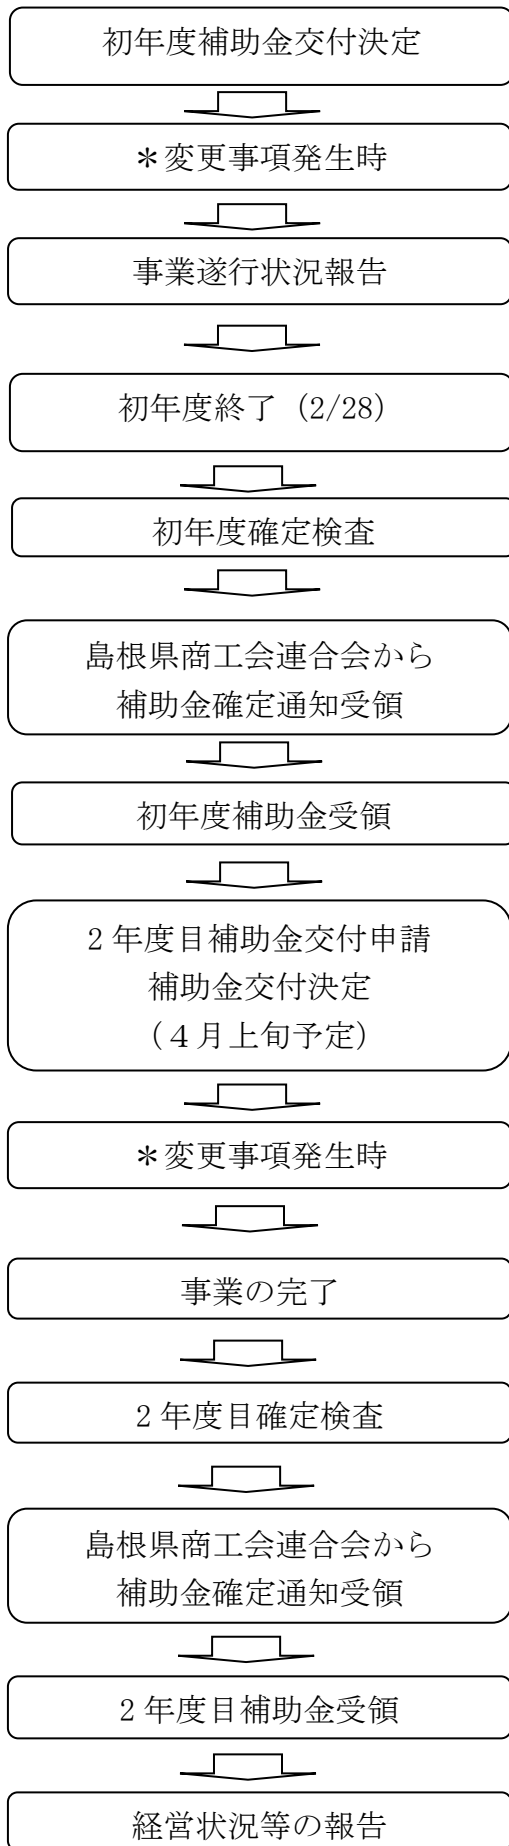 初年度補助金交付決定
＊変更事項発生時
事業遂行状況報告
初年度終了（2/28）
初年度確定検査
島根県商工会連合会から
補助金確定通知受領
初年度補助金受領
2年度目補助金交付申請
補助金交付決定
（４月上旬予定）
＊変更事項発生時
事業の完了
2年度目確定検査
島根県商工会連合会から
補助金確定通知受領
2年度目補助金受領
経営状況等の報告